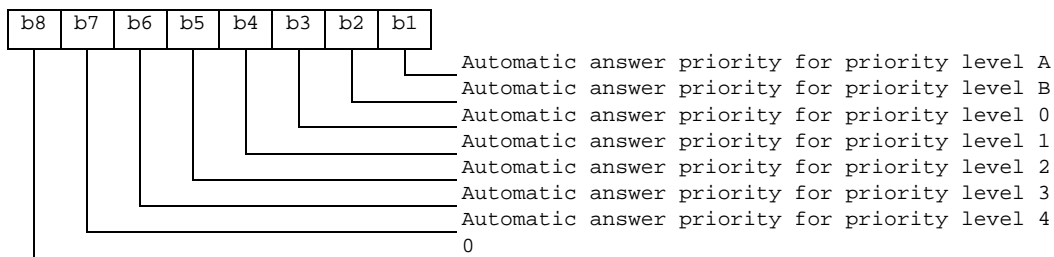 b8 b7 b6 b5 b4 b3 b2 b1
Automatic answer priority for priority level A
Automatic answer priority for priority level B
Automatic answer priority for priority level 0
Automatic answer priority for priority level 1
Automatic answer priority for priority level 2
Automatic answer priority for priority level 3
Automatic answer priority for priority level 4
0